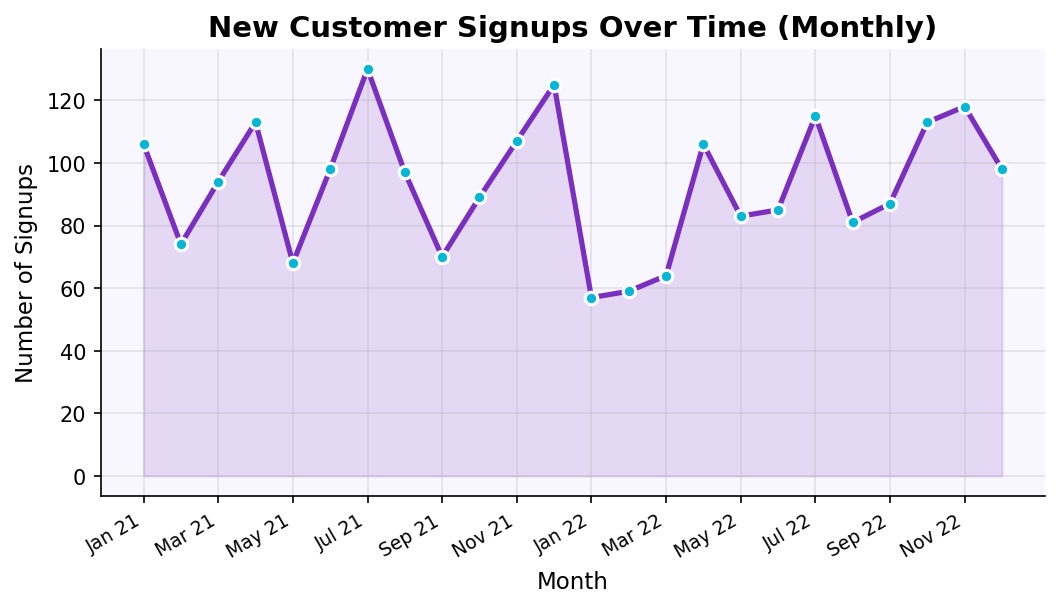 New Customer Signups Over Time (Monthly)
Number of Signups
120
100
80
60
40
20
0
Jan 21
Mar 21
May 21
Jul 21
Sep 21
Nov 21
Jan 22
Mar 22
May 22
Jul 22
Sep 22
Nov 22
Month